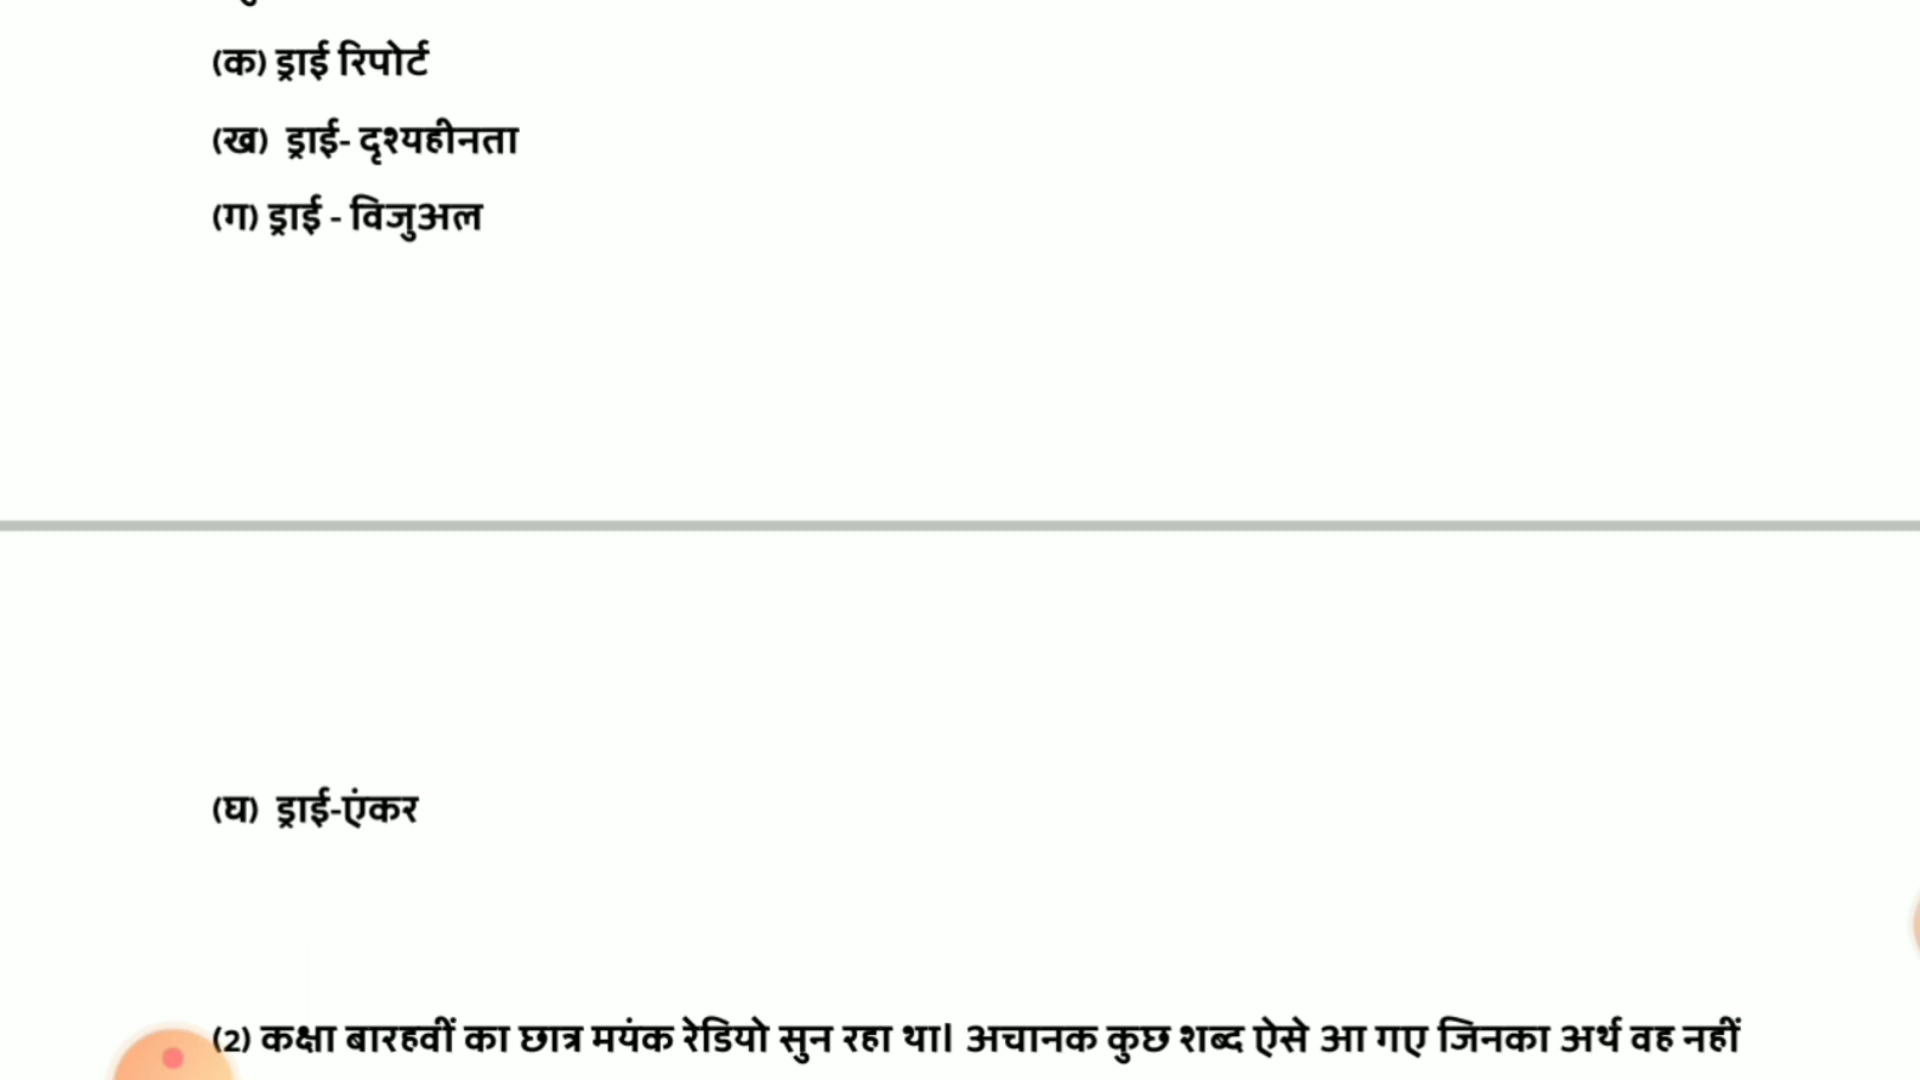 (क) ड्राई रिपोर्ट
(ख) ड्राई- दृश्यहीनता
(ग) ड्राई - विजुअल
(घ) ड्राई-एंकर
(2) कक्षा बारहवीं का छात्र मयंक रेडियो सुन रहा था। अचानक कुछ शब्द ऐसे आ गए जिनका अर्थ वह नहीं